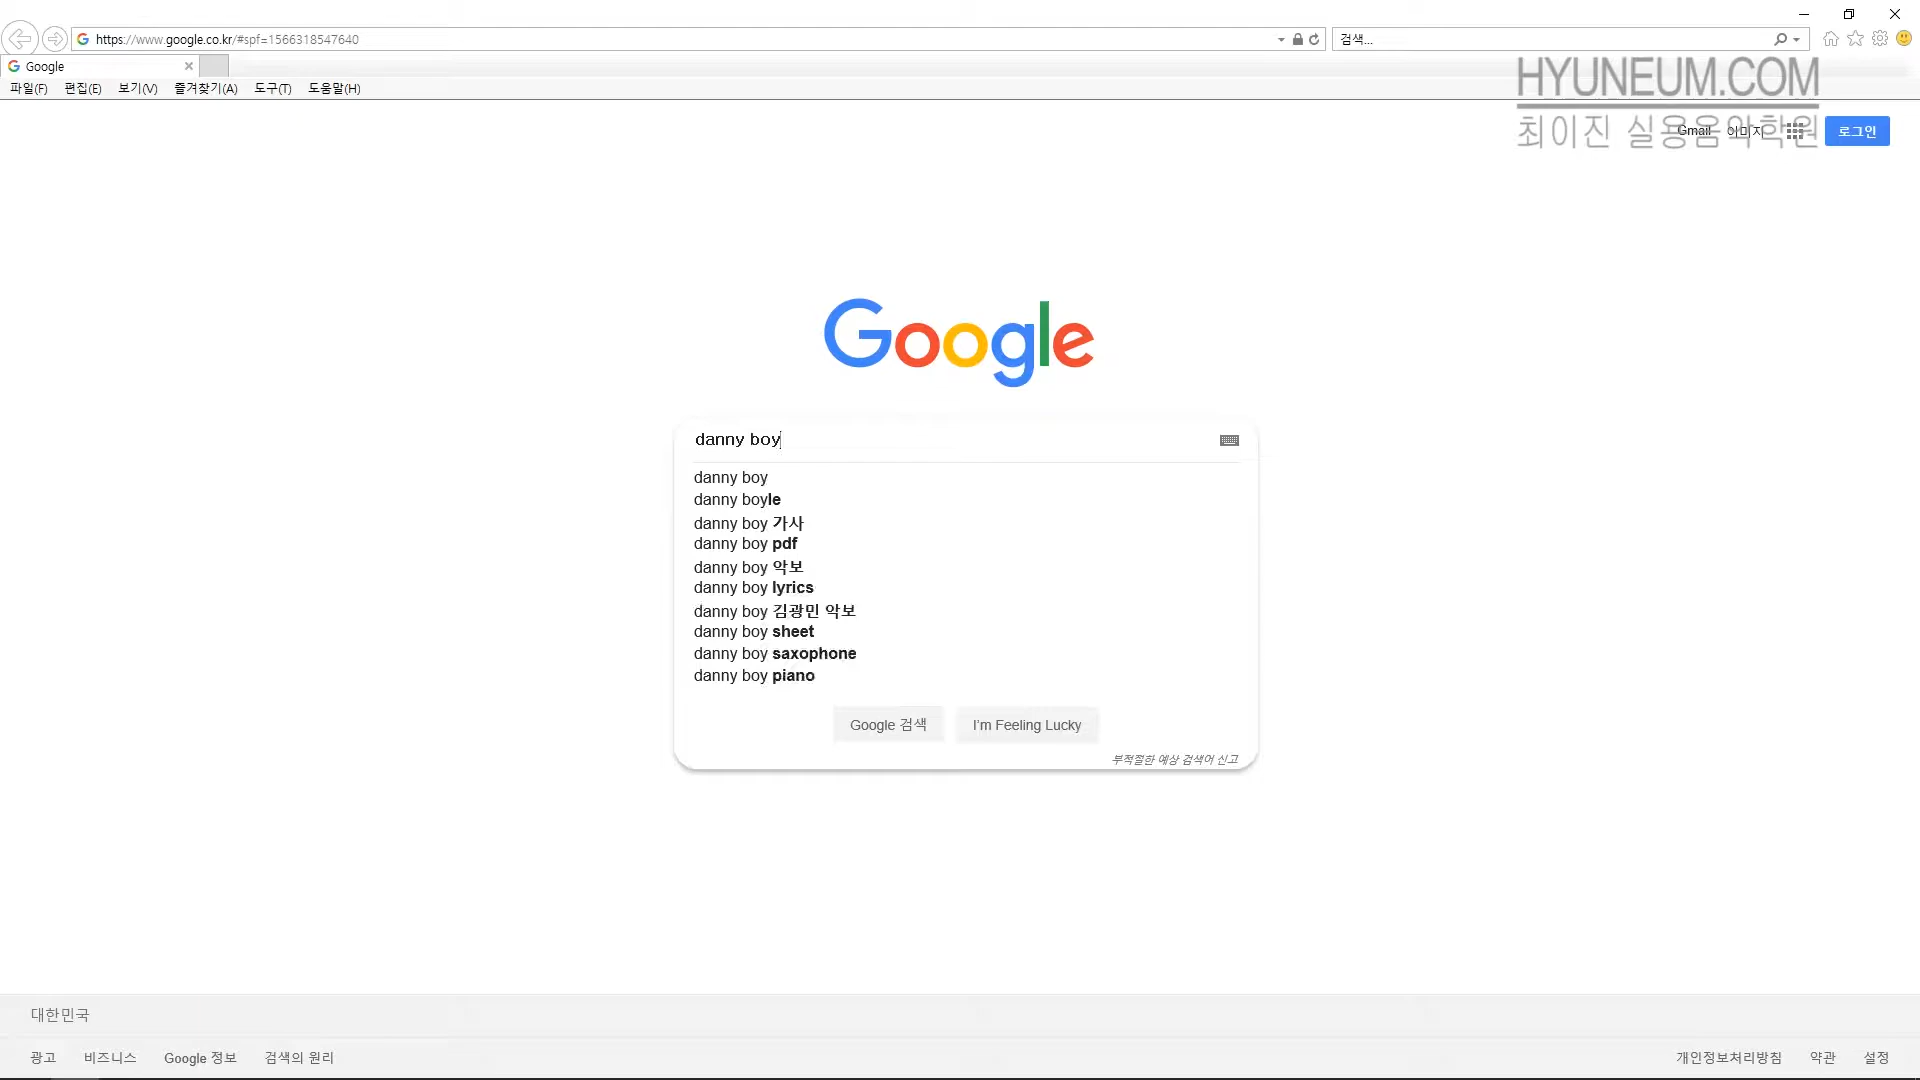 https://www.google.co.kr/#spf=1566318547640
검색...
Google
파일(F) 편집(E) 보기(V) 즐겨찾기(A) 도구(T) 도움말(H)
HYUNEUM.COM
최이진 실용음악학원
Gmail 이미지 로그인
Google
danny boy
danny boy
danny boyle
danny boy 가사
danny boy pdf
danny boy 악보
danny boy lyrics
danny boy 김광민 악보
danny boy sheet
danny boy saxophone
danny boy piano
Google 검색 I'm Feeling Lucky
부적절한 예상 검색어 신고
대한민국
광고 비즈니스 Google 정보 검색의 원리 개인정보처리방침 약관 설정